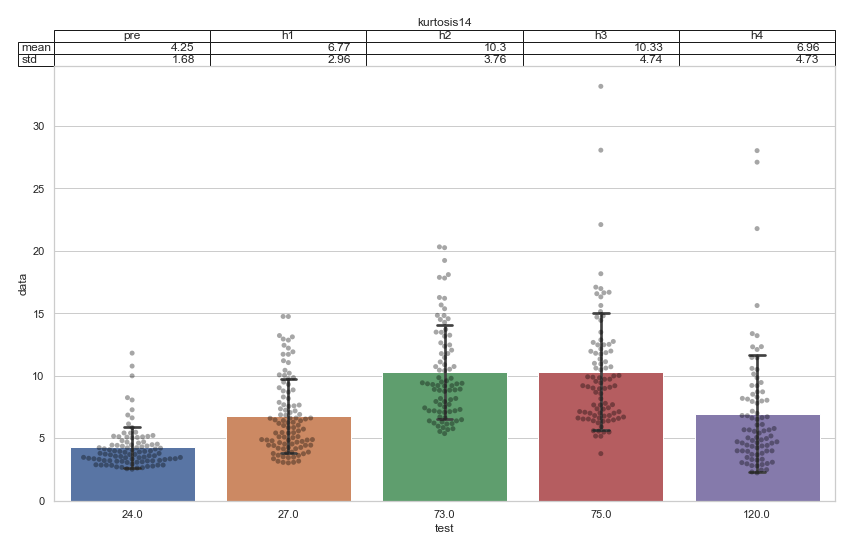 kurtosis14
pre h1 h2 h3 h4
mean 4.25 6.77 10.3 10.33 6.96
std 1.68 2.96 3.76 4.74 4.73
30
25
20
15
10
5
0
data
24.0 27.0 73.0 75.0 120.0
test